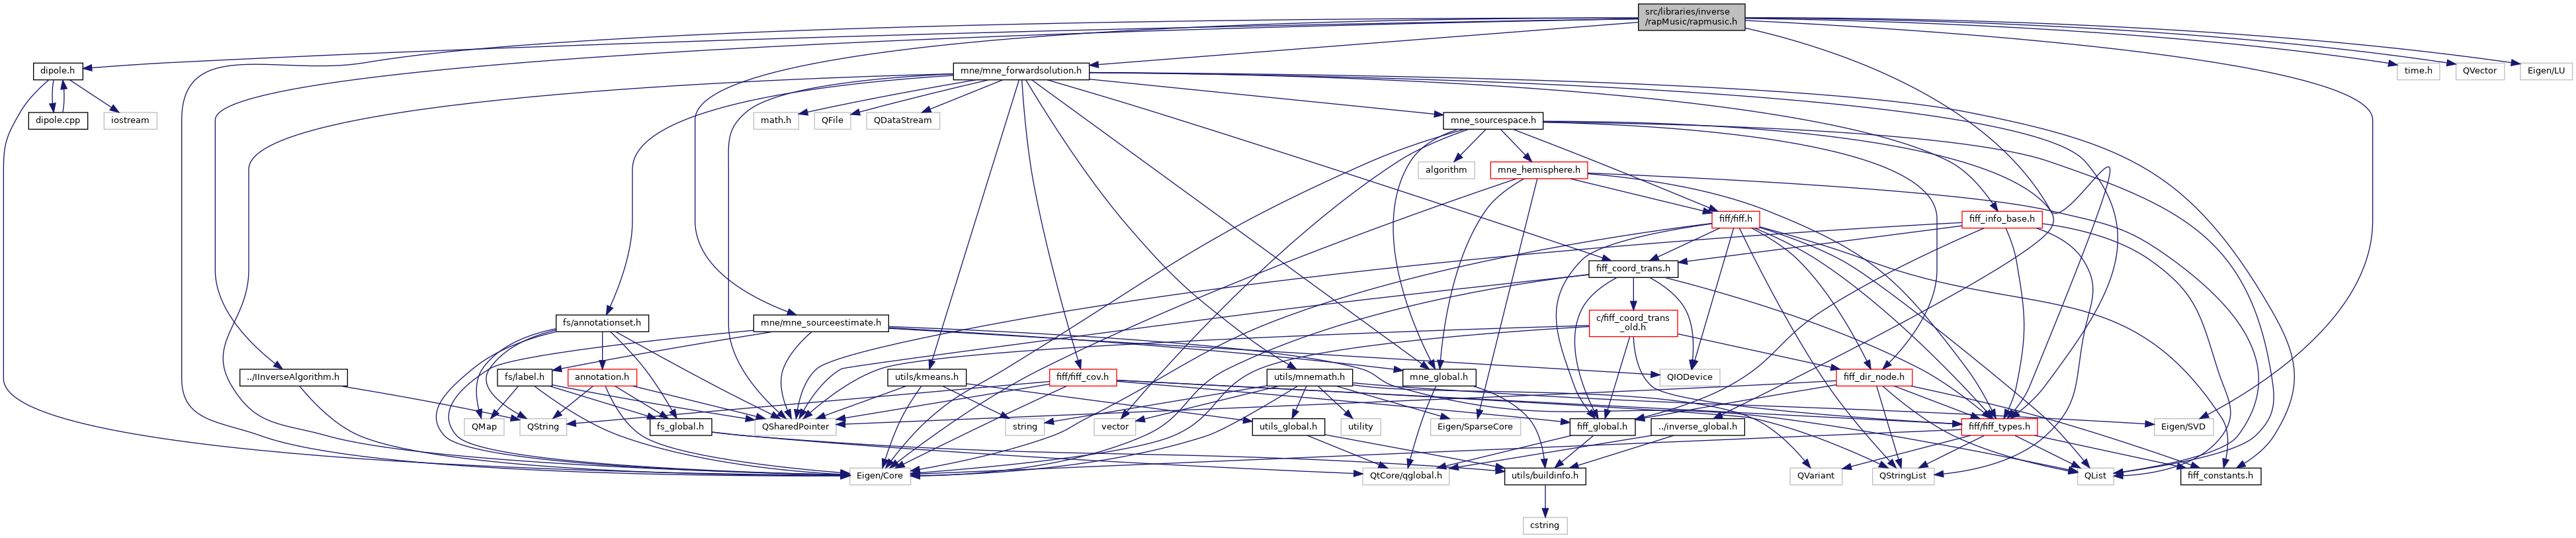 src/libraries/inverse
/rapMusic/rapmusic.h
dipole.h
mne/mne_forwardsolution.h
time.h
QVector
Eigen/LU
dipole.cpp
iostream
math.h
QFile
QDataStream
mne_sourcespace.h
algorithm
mne_hemisphere.h
fiff/fiff.h
fiff_info_base.h
fiff_coord_trans.h
fs/annotationset.h
mne/mne_sourceestimate.h
c/fiff_coord_trans
_old.h
../IInverseAlgorithm.h
fs/label.h
annotation.h
utils/kmeans.h
fiff/fiff_cov.h
utils/mnemath.h
mne_global.h
QIODevice
fiff_dir_node.h
QMap
QString
fs_global.h
QSharedPointer
string
vector
utils_global.h
utility
Eigen/SparseCore
fiff_global.h
../inverse_global.h
fiff/fiff_types.h
Eigen/SVD
Eigen/Core
QtCore/qglobal.h
utils/buildinfo.h
QVariant
QStringList
QList
fiff_constants.h
cstring